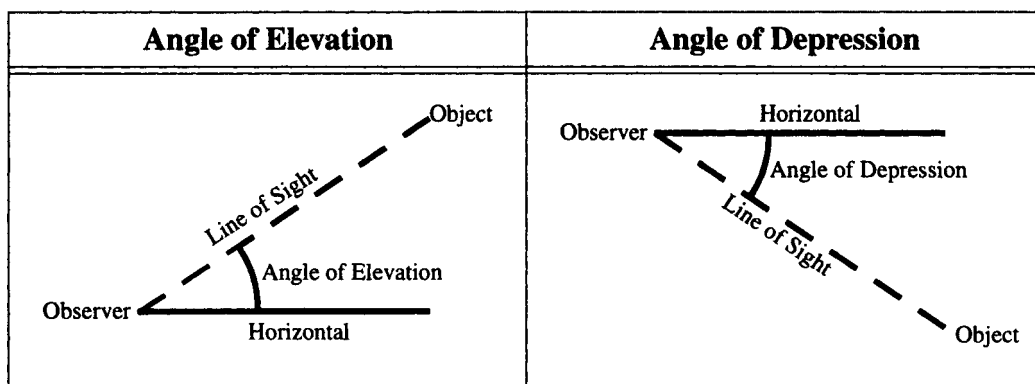 Angle of Elevation
Object
Line of Sight
Angle of Elevation
Observer
Horizontal
Angle of Depression
Horizontal
Observer
Angle of Depression
Line of Sight
Object